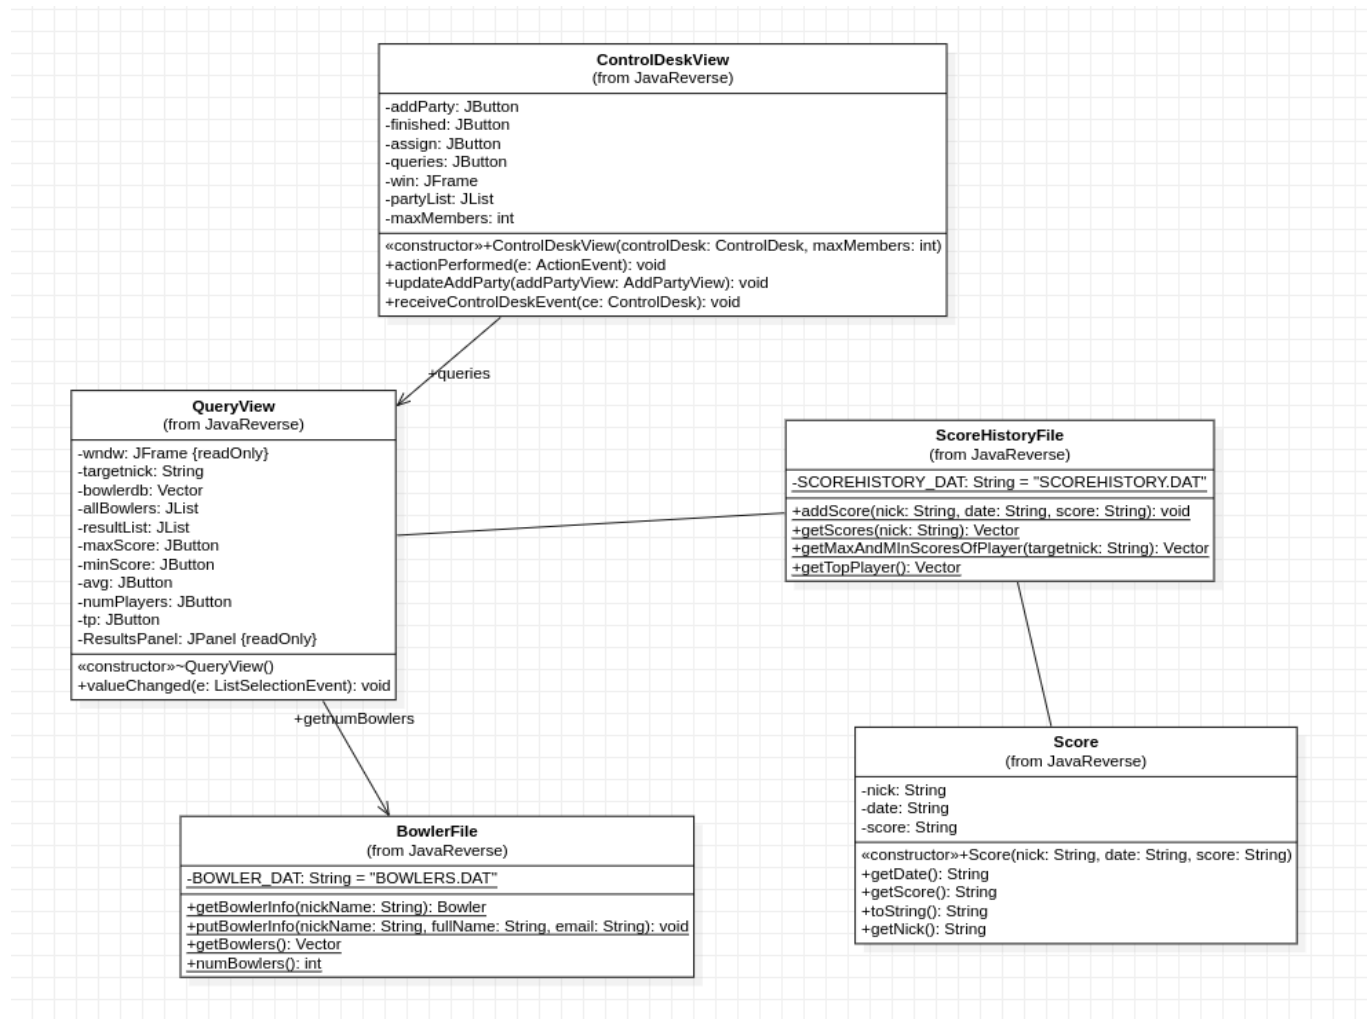 ControlDeskView
(from JavaReverse)
-addParty: JButton
-finished: JButton
-assign: JButton
-queries: JButton
-win: JFrame
-partyList: JList
-maxMembers: int
«constructor»+ControlDeskView(controlDesk: ControlDesk, maxMembers: int)
+actionPerformed(e: ActionEvent): void
+updateAddParty(addPartyView: AddPartyView): void
+receiveControlDeskEvent(ce: ControlDesk): void
+queries
QueryView
(from JavaReverse)
-wndw: JFrame {readOnly}
-targetnick: String
-bowlerdb: Vector
-allBowlers: JList
-resultList: JList
-maxScore: JButton
-minScore: JButton
-avg: JButton
-numPlayers: JButton
-tp: JButton
-ResultsPanel: JPanel {readOnly}
«constructor»~QueryView()
+valueChanged(e: ListSelectionEvent): void
ScoreHistoryFile
(from JavaReverse)
-SCOREHISTORY_DAT: String = "SCOREHISTORY.DAT"
+addScore(nick: String, date: String, score: String): void
+getScores(nick: String): Vector
+getMaxAndMInScoresOfPlayer(targetnick: String): Vector
+getTopPlayer(): Vector
+getnumBowlers
BowlerFile
(from JavaReverse)
-BOWLER_DAT: String = "BOWLERS.DAT"
+getBowlerInfo(nickName: String): Bowler
+putBowlerInfo(nickName: String, fullName: String, email: String): void
+getBowlers(): Vector
+numBowlers(): int
Score
(from JavaReverse)
-nick: String
-date: String
-score: String
«constructor»+Score(nick: String, date: String, score: String)
+getDate(): String
+getScore(): String
+toString(): String
+getNick(): String